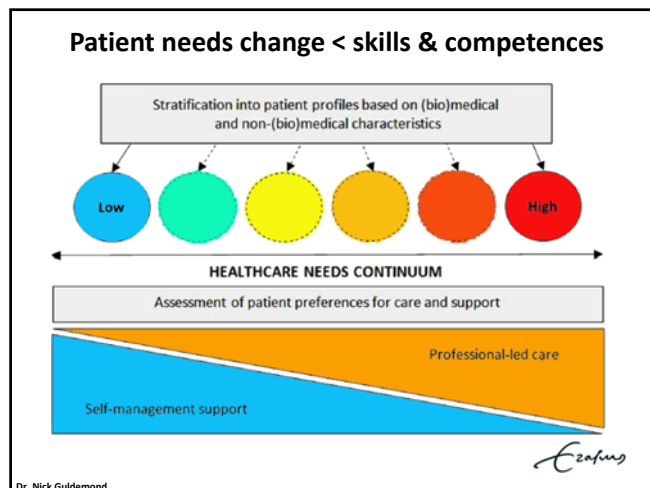 Patient needs change < skills & competences
Stratification into patient profiles based on (bio)medical
and non-(bio)medical characteristics
Low
High
HEALTHCARE NEEDS CONTINUUM
Assessment of patient preferences for care and support
Professional-led care
Self-management support
Erasmus
Dr. Nick Guldemond